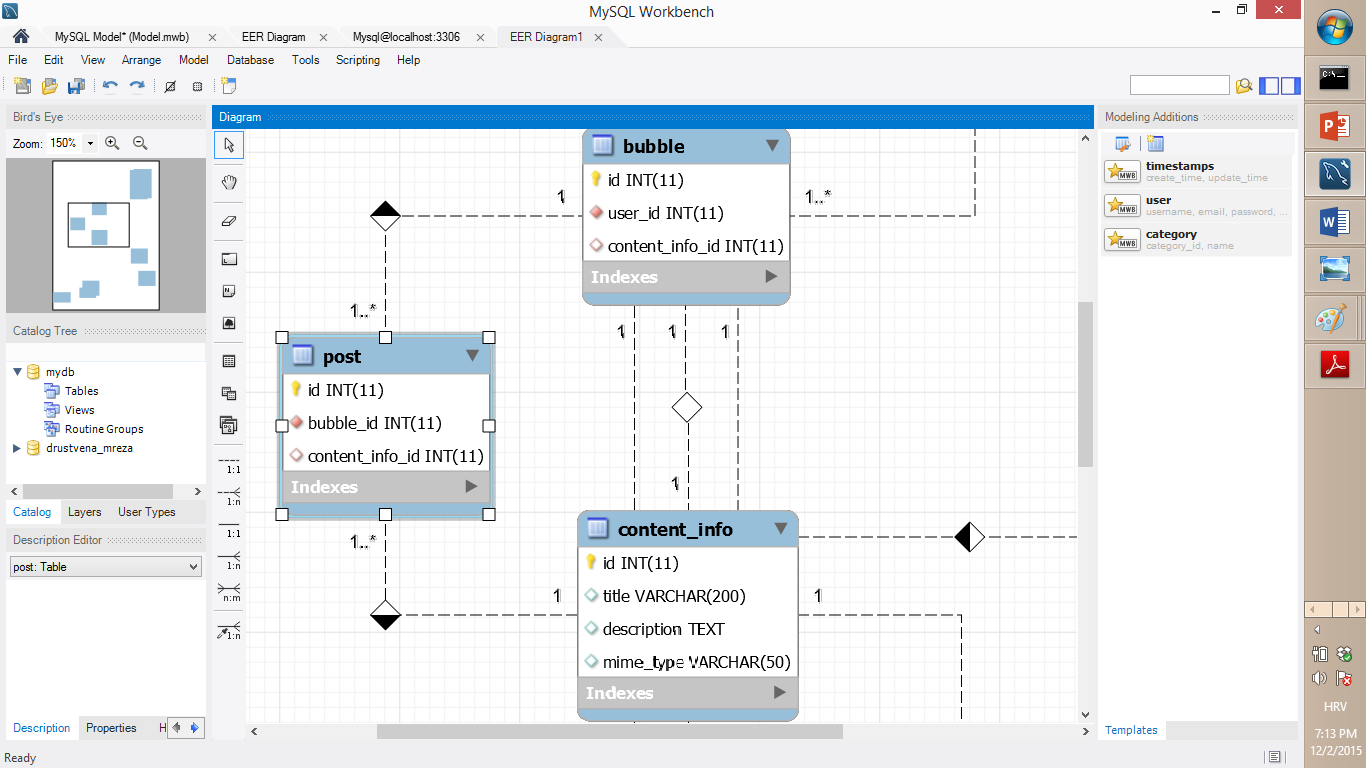 MySQL Workbench
MySQL Model* (Model.mwb)
EER Diagram
Mysql@localhost:3306
EER Diagram1
File Edit View Arrange Model Database Tools Scripting Help
Bird's Eye
Zoom: 150%
Catalog Tree
mydb
Tables
Views
Routine Groups
drustvena_mreza
Catalog Layers User Types
Description Editor
post: Table
Description Properties H
Ready
1:1
1:n
1:1
1:n
n:m
1:n
Diagram
bubble
id INT(11)
user_id INT(11)
content_info_id INT(11)
Indexes
1
1..*
1..*
post
id INT(11)
bubble_id INT(11)
content_info_id INT(11)
Indexes
1..*
1
1
1
1
content_info
id INT(11)
title VARCHAR(200)
description TEXT
mime_type VARCHAR(50)
Indexes
1
1
Modeling Additions
MWB
timestamps
create_time, update_time
MWB
user
username, email, password, ...
MWB
category
category_id, name
Templates
C:\
P
W
HRV
7:13 PM
12/2/2015